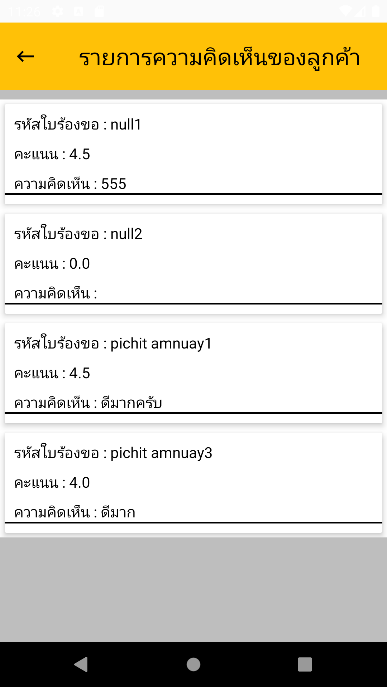 รายการความคิดเห็นของลูกค้า
รหัสใบร้องขอ : null1
คะแนน : 4.5
ความคิดเห็น : 555
รหัสใบร้องขอ : null2
คะแนน : 0.0
ความคิดเห็น :
รหัสใบร้องขอ : pichit amnuay1
คะแนน : 4.5
ความคิดเห็น : ดีมากครับ
รหัสใบร้องขอ : pichit amnuay3
คะแนน : 4.0
ความคิดเห็น : ดีมาก